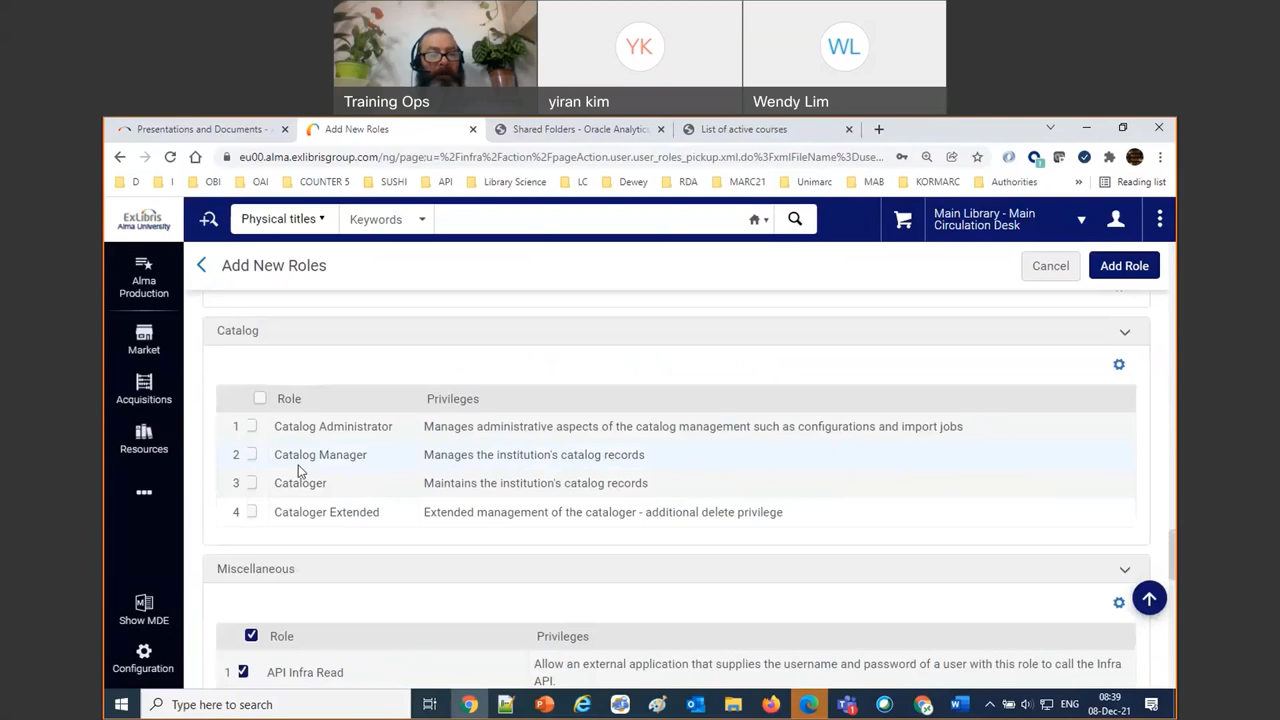 YK
WL
Training Ops
yiran kim
Wendy Lim
Presentations and Documents -
Add New Roles
Shared Folders - Oracle Analytics
List of active courses
eu00.alma.exlibrisgroup.com/ng/page:u=%2Finfra%2Faction%2FpageAction.user.user_roles_pickup.xml.do%3FxmlFileName%3Duse...
D
I
OBI
OAI
COUNTER 5
SUSHI
API
Library Science
LC
Dewey
RDA
MARC21
Unimarc
MAB
KORMARC
Authorities
»
Reading list
ExLibris
Alma University
Physical titles
Keywords
Main Library - Main
Circulation Desk
Alma
Production
Market
Acquisitions
Resources
Show MDE
Configuration
Add New Roles
Cancel
Add Role
Catalog
Role Privileges
1 Catalog Administrator Manages administrative aspects of the catalog management such as configurations and import jobs
2 Catalog Manager Manages the institution's catalog records
3 Cataloger Maintains the institution's catalog records
4 Cataloger Extended Extended management of the cataloger - additional delete privilege
Miscellaneous
Role Privileges
1 API Infra Read Allow an external application that supplies the username and password of a user with this role to call the Infra
API.
Type here to search
ENG
08:39
08-Dec-21